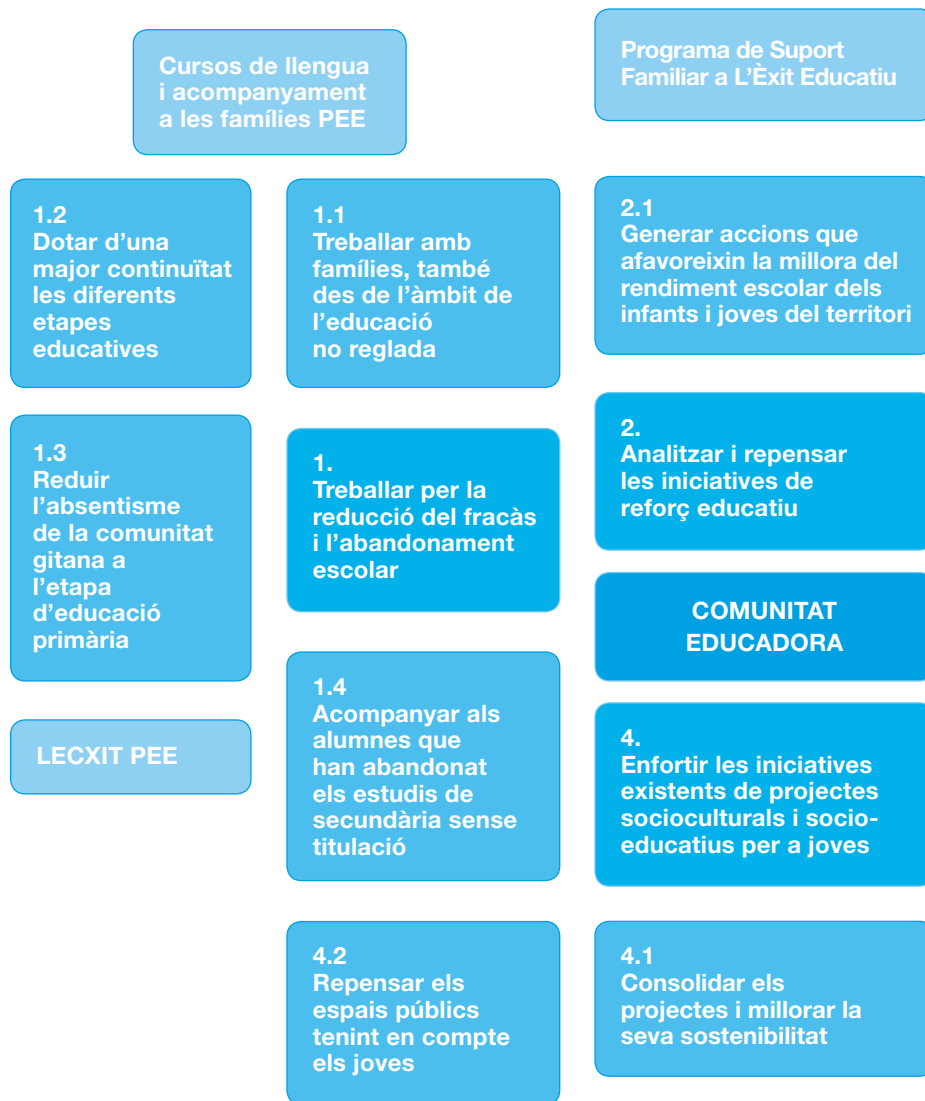 Cursos de llengua
i acompanyament
a les famílies PEE
Programa de Suport
Familiar a L'Èxit Educatiu
1.2
Dotar d'una
major continuïtat
les diferents
etapes
educatives
1.1
Treballar amb
famílies, també
des de l'àmbit de
l'educació
no reglada
2.1
Generar accions que
afavoreixin la millora del
rendiment escolar dels
infants i joves del territori
1.3
Reduir
l'absentisme
de la comunitat
gitana a
l'etapa
d'educació
primària
1.
Treballar per la
reducció del fracàs
i l'abandonament
escolar
2.
Analitzar i repensar
les iniciatives de
reforç educatiu
COMUNITAT
EDUCADORA
LECXIT PEE
1.4
Acompanyar als
alumnes que
han abandonat
els estudis de
secundària sense
titulació
4.
Enfortir les iniciatives
existents de projectes
socioculturals i socio-
educatius per a joves
4.2
Repensar els
espais públics
tenint en compte
els joves
4.1
Consolidar els
projectes i millorar la
seva sostenibilitat